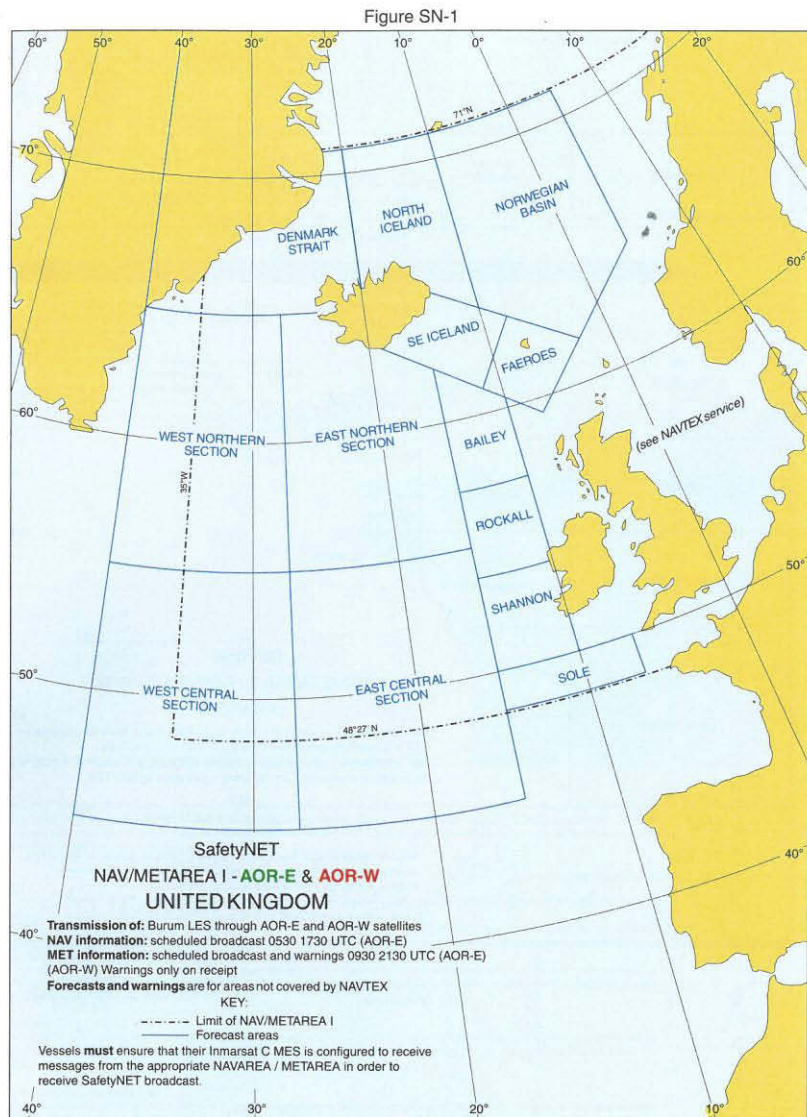 Figure SN-1
60° 50° 40° 30° 20° 10° 0° 10° 20°
71°N
70°
NORWEGIAN
BASIN
NORTH
ICELAND
DENMARK
STRAIT
60°
SE ICELAND
FAEROES
60°
(see NAVTEX service)
WEST NORTHERN
SECTION
EAST NORTHERN
SECTION
BAILEY
35°W
ROCKALL
50°
SHANNON
50°
WEST CENTRAL
SECTION
EAST CENTRAL
SECTION
SOLE
48°27' N
SafetyNET
NAV/METAREA I - AOR-E & AOR-W
UNITED KINGDOM
40°
Transmission of: Burum LES through AOR-E and AOR-W satellites
NAV information: scheduled broadcast 0530 1730 UTC (AOR-E)
40°
MET information: scheduled broadcast and warnings 0930 2130 UTC (AOR-E)
(AOR-W) Warnings only on receipt
Forecasts and warnings are for areas not covered by NAVTEX
KEY:
Limit of NAV/METAREA I
Forecast areas
Vessels must ensure that their Inmarsat C MES is configured to receive
messages from the appropriate NAVAREA / METAREA in order to
receive SafetyNET broadcast.
40° 30° 20° 10°